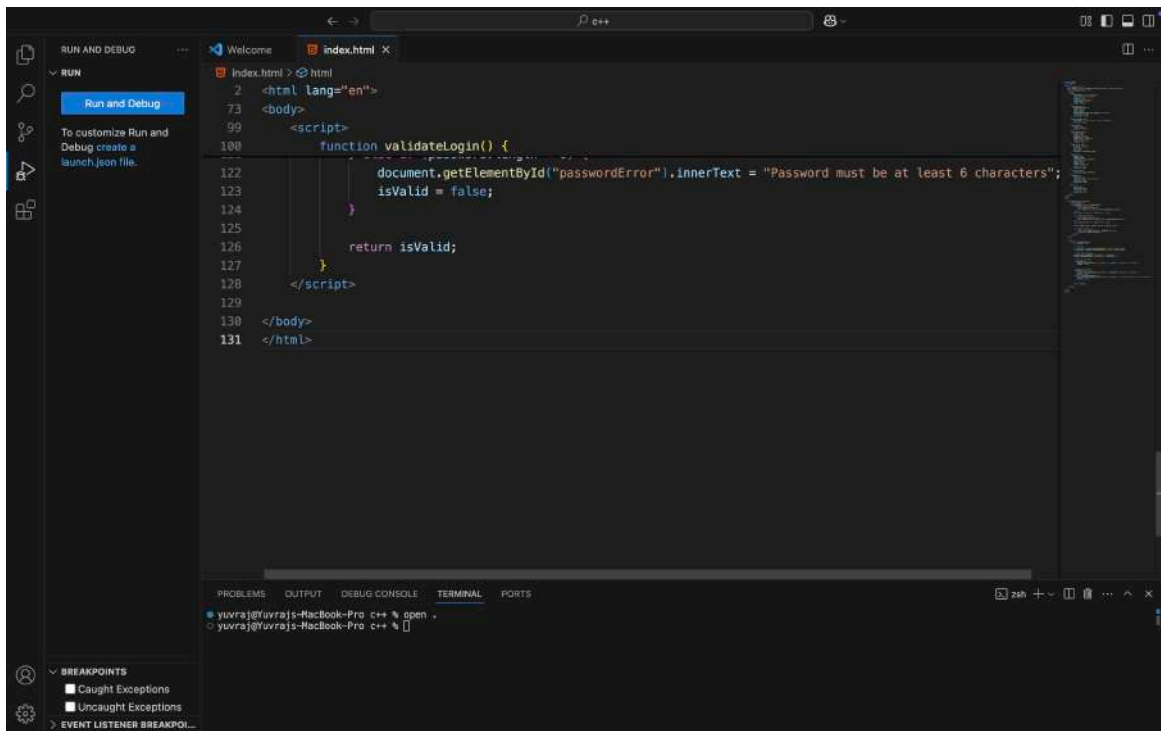 c++
RUN AND DEBUG
RUN
Run and Debug
To customize Run and
Debug create a
launch.json file.
Welcome
index.html
index.html > html
2 <html lang="en">
73 <body>
99 <script>
100 function validateLogin() {
122 document.getElementById("passwordError").innerText = "Password must be at least 6 characters";
123 isValid = false;
124 }
125
126 return isValid;
127 }
128 </script>
129
130 </body>
131 </html>
PROBLEMS OUTPUT DEBUG CONSOLE TERMINAL PORTS
zsh
yuvraj@Yuvrajs-MacBook-Pro c++ % open .
yuvraj@Yuvrajs-MacBook-Pro c++ %
BREAKPOINTS
Caught Exceptions
Uncaught Exceptions
EVENT LISTENER BREAKPOI...